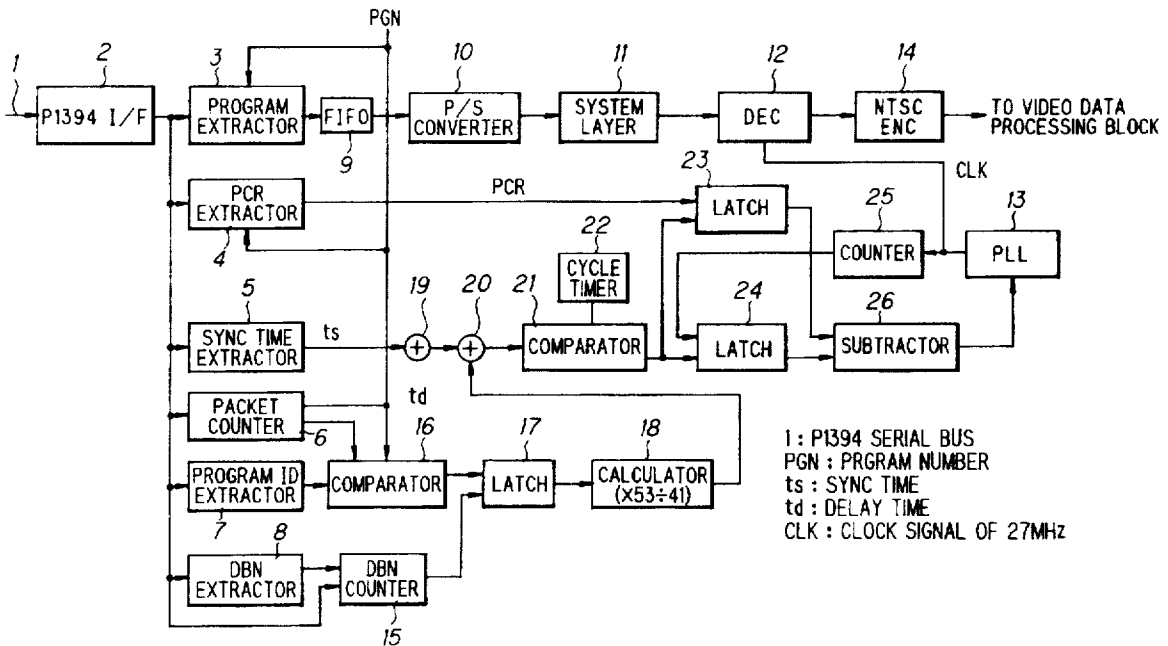 PGN
1
2
P1394 I/F
3
PROGRAM
EXTRACTOR
FIFO
9
10
P/S
CONVERTER
11
SYSTEM
LAYER
12
DEC
14
NTSC
ENC
TO VIDEO DATA
PROCESSING BLOCK
PCR
EXTRACTOR
4
PCR
23
LATCH
CLK
25
COUNTER
13
PLL
22
CYCLE
TIMER
5
SYNC TIME
EXTRACTOR
ts
19
+
20
+
21
COMPARATOR
24
LATCH
26
SUBTRACTOR
PACKET
COUNTER
6
td
PROGRAM ID
EXTRACTOR
7
16
COMPARATOR
17
LATCH
18
CALCULATOR
(×53÷41)
8
DBN
EXTRACTOR
DBN
COUNTER
15
1 : P1394 SERIAL BUS
PGN : PRGRAM NUMBER
ts : SYNC TIME
td : DELAY TIME
CLK : CLOCK SIGNAL OF 27MHz